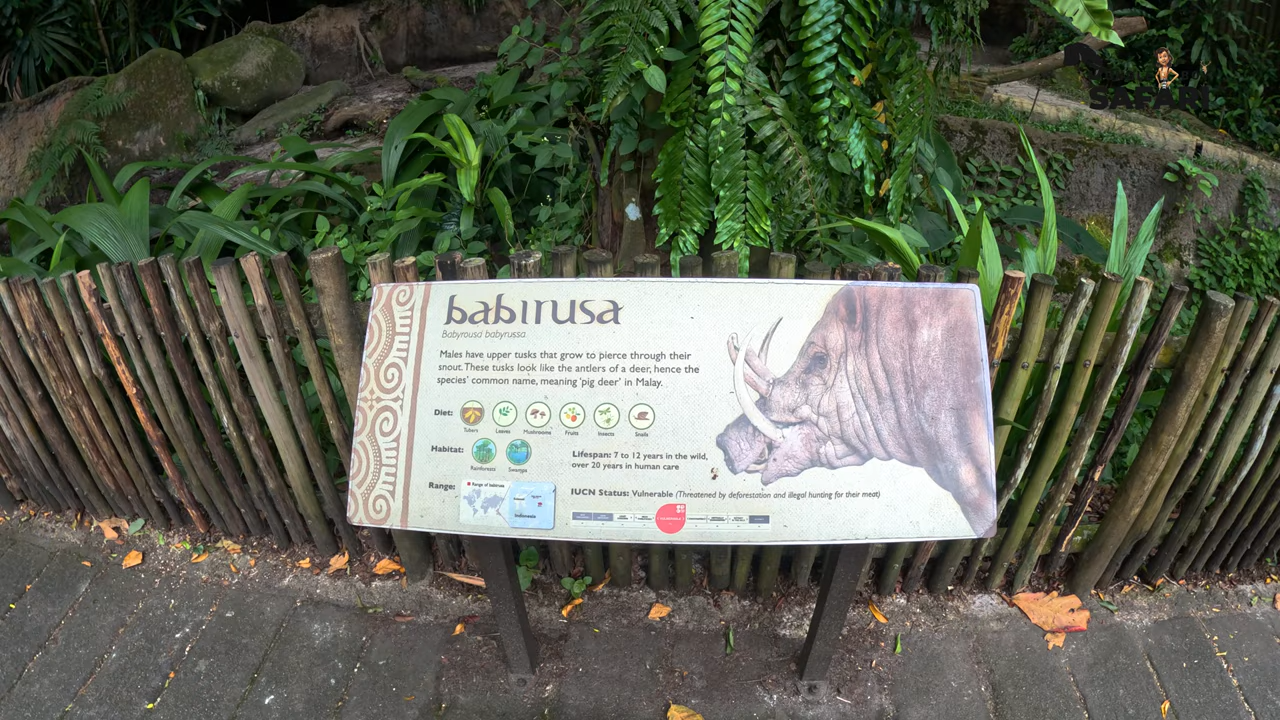 babirusa
Babyrousa babyrussa
Males have upper tusks that grow to pierce through their
snout. These tusks look like the antlers of a deer, hence the
species' common name, meaning 'pig deer' in Malay.
Diet:
Tubers Leaves Mushrooms Fruits Insects Snails
Habitat:
Rainforests Swamps
Lifespan: 7 to 12 years in the wild,
over 20 years in human care
Range:
Range of babirusa
Indonesia
IUCN Status: Vulnerable (Threatened by deforestation and illegal hunting for their meat)
SAFARI